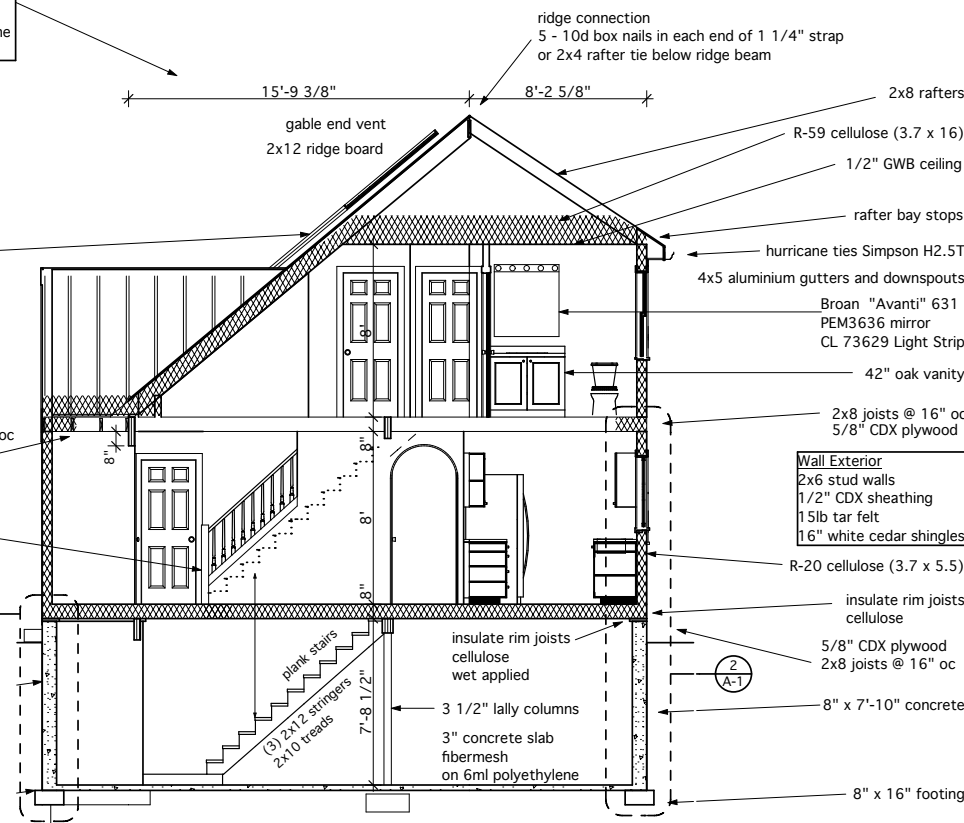 ne
ridge connection
5 - 10d box nails in each end of 1 1/4" strap
or 2x4 rafter tie below ridge beam
15'-9 3/8"
8'-2 5/8"
2x8 rafters
gable end vent
2x12 ridge board
R-59 cellulose (3.7 x 16)
1/2" GWB ceiling
rafter bay stops
hurricane ties Simpson H2.5T
4x5 aluminium gutters and downspouts
Broan "Avanti" 631
PEM3636 mirror
CL 73629 Light Strip
8'
42" oak vanity
2x8 joists @ 16" oc
5/8" CDX plywood
oc
8"
8"
Wall Exterior
2x6 stud walls
1/2" CDX sheathing
15lb tar felt
16" white cedar shingles
8'
R-20 cellulose (3.7 x 5.5)
8"
insulate rim joists
cellulose
insulate rim joists
cellulose
wet applied
5/8" CDX plywood
2x8 joists @ 16" oc
plank stairs
2
A-1
(3) 2x12 stringers
2x10 treads
7'-8 1/2"
3 1/2" lally columns
8" x 7'-10" concrete
3" concrete slab
fibermesh
on 6ml polyethylene
8" x 16" footing